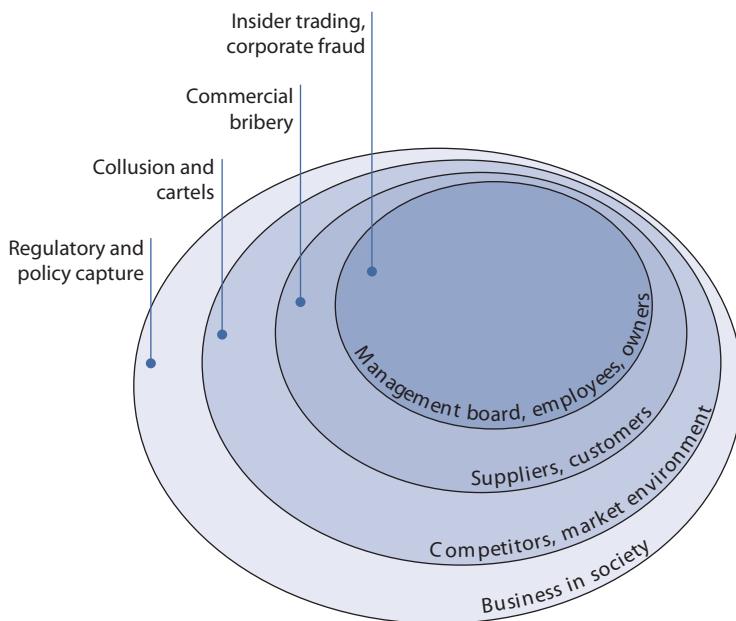 Insider trading,
corporate fraud
Commercial
bribery
Collusion and
cartels
Regulatory and
policy capture
Management board, employees, owners
Suppliers, customers
Competitors, market environment
Business in society